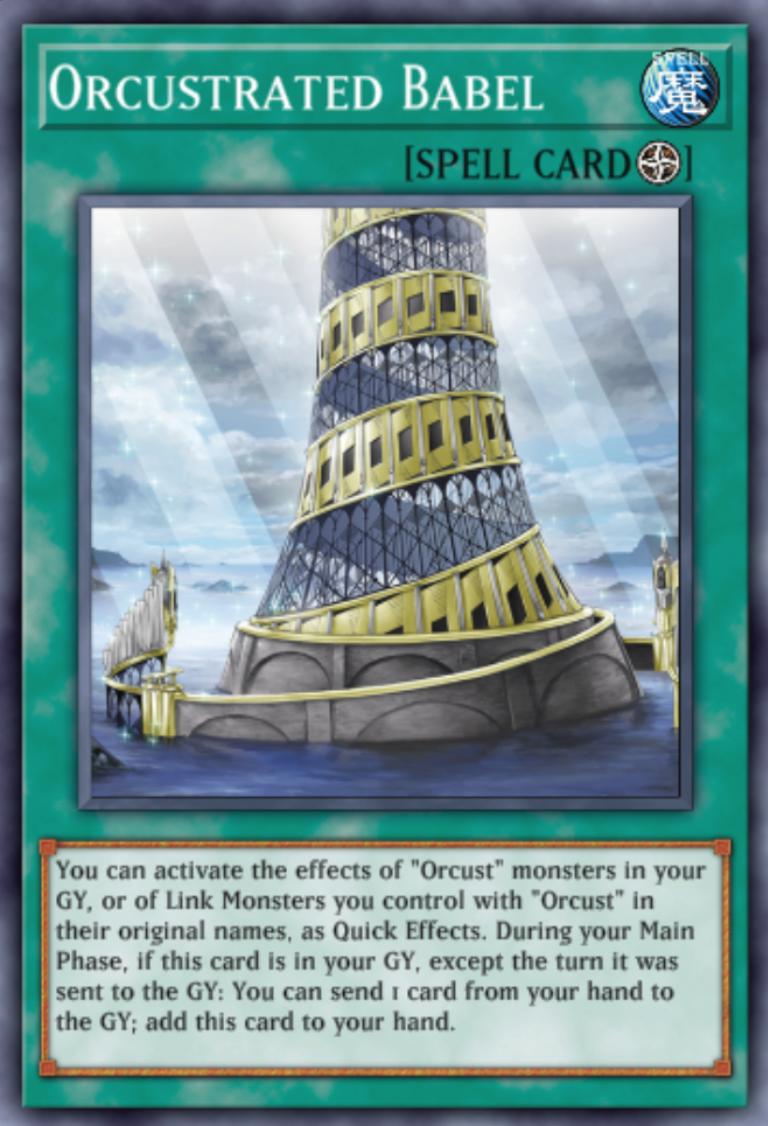 ORCUSTRATED BABEL
SPELL
魔
[SPELL CARD]
You can activate the effects of "Orcust" monsters in your
GY, or of Link Monsters you control with "Orcust" in
their original names, as Quick Effects. During your Main
Phase, if this card is in your GY, except the turn it was
sent to the GY: You can send 1 card from your hand to
the GY; add this card to your hand.